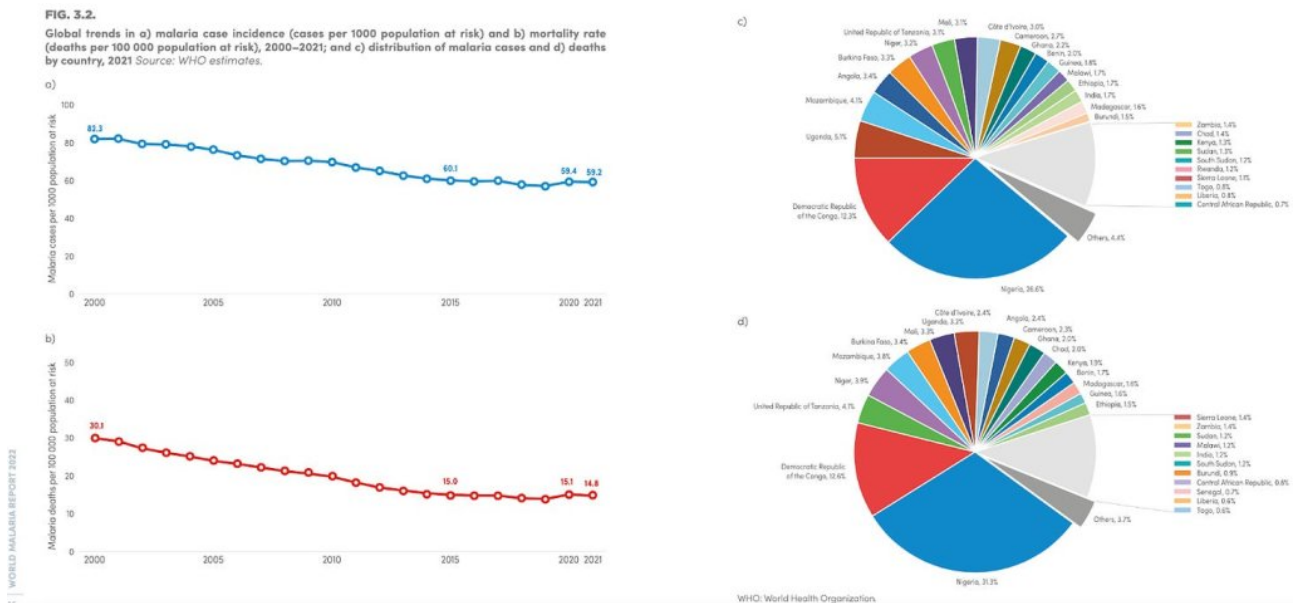 FIG. 3.2.
Global trends in a) malaria case incidence (cases per 1000 population at risk) and b) mortality rate
(deaths per 100 000 population at risk), 2000–2021; and c) distribution of malaria cases and d) deaths
by country, 2021 Source: WHO estimates.
a)
Malaria cases per 1000 population at risk
100
80
60
40
20
0
82.3
60.1
59.4
59.2
2000
2005
2010
2015
2020
2021
b)
Malaria deaths per 100 000 population at risk
50
40
30
20
10
0
30.1
15.0
15.1
14.8
2000
2005
2010
2015
2020
2021
WORLD MALARIA REPORT 2022
c)
Mali, 3.1%
United Republic of Tanzania, 3.1%
Niger, 3.2%
Burkina Faso, 3.3%
Angola, 3.4%
Mozambique, 4.1%
Uganda, 5.1%
Democratic Republic
of the Congo, 12.3%
Nigeria, 26.6%
Côte d'Ivoire, 3.0%
Cameroon, 2.7%
Ghana, 2.2%
Benin, 2.0%
Guinea, 1.8%
Malawi, 1.7%
Ethiopia, 1.7%
India, 1.7%
Madagascar, 1.6%
Burundi, 1.5%
Zambia, 1.4%
Chad, 1.4%
Kenya, 1.3%
Sudan, 1.3%
South Sudan, 1.2%
Rwanda, 1.2%
Sierra Leone, 1.1%
Togo, 0.8%
Liberia, 0.8%
Central African Republic, 0.7%
Others, 4.4%
d)
Côte d'Ivoire, 2.4%
Uganda, 3.2%
Mali, 3.3%
Burkina Faso, 3.4%
Mozambique, 3.8%
Niger, 3.9%
United Republic of Tanzania, 4.1%
Democratic Republic
of the Congo, 12.6%
Nigeria, 31.3%
Angola, 2.4%
Cameroon, 2.3%
Ghana, 2.0%
Chad, 2.0%
Kenya, 1.9%
Benin, 1.7%
Madagascar, 1.6%
Guinea, 1.6%
Ethiopia, 1.5%
Sierra Leone, 1.4%
Zambia, 1.4%
Sudan, 1.2%
Malawi, 1.2%
India, 1.2%
South Sudan, 1.2%
Burundi, 0.9%
Central African Republic, 0.8%
Senegal, 0.7%
Liberia, 0.6%
Togo, 0.6%
Others, 3.7%
WHO: World Health Organization.